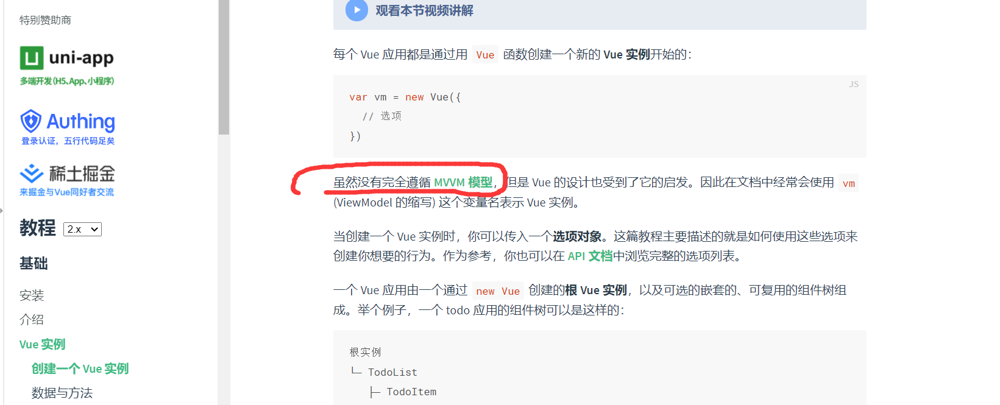 特别赞助商
uni-app
多端开发(H5、App、小程序)
Authing
登录认证，五行代码足矣
稀土掘金
来掘金与Vue同好者交流
教程 2.x
基础
安装
介绍
Vue 实例
创建一个 Vue 实例
数据与方法
观看本节视频讲解
每个 Vue 应用都是通过用 Vue 函数创建一个新的 Vue 实例开始的：
JS
var vm = new Vue({
// 选项
})
虽然没有完全遵循 MVVM 模型，但是 Vue 的设计也受到了它的启发。因此在文档中经常会使用 vm
(ViewModel 的缩写) 这个变量名表示 Vue 实例。
当创建一个 Vue 实例时，你可以传入一个选项对象。这篇教程主要描述的就是如何使用这些选项来
创建你想要的行为。作为参考，你也可以在 API 文档中浏览完整的选项列表。
一个 Vue 应用由一个通过 new Vue 创建的根 Vue 实例，以及可选的嵌套的、可复用的组件树组
成。举个例子，一个 todo 应用的组件树可以是这样的：
根实例
└─ TodoList
├─ TodoItem